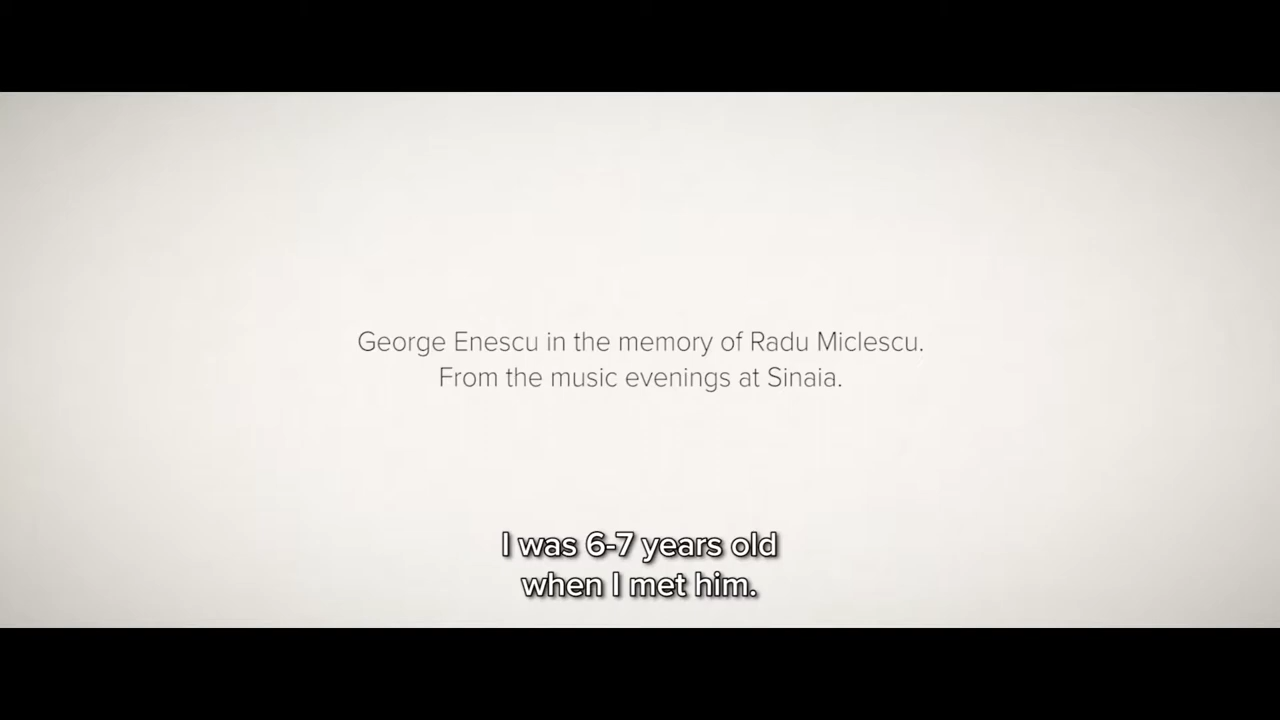 George Enescu in the memory of Radu Miclescu.
From the music evenings at Sinaia.
I was 6-7 years old
when I met him.